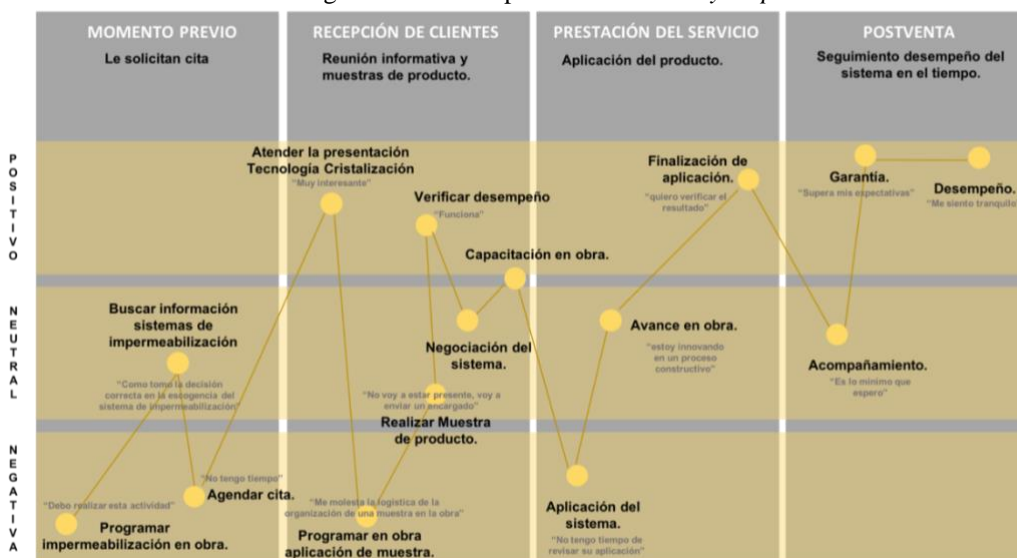 MOMENTO PREVIO
Le solicitan cita
RECEPCIÓN DE CLIENTES
Reunión informativa y
muestras de producto.
PRESTACIÓN DEL SERVICIO
Aplicación del producto.
POSTVENTA
Seguimiento desempeño del
sistema en el tiempo.
POSITIVO
NEUTRAL
NEGATIVA
Atender la presentación
Tecnología Cristalización
"Muy interesante"
Verificar desempeño
"Funciona"
Capacitación en obra.
Finalización de
aplicación.
"quiero verificar el
resultado"
Garantía.
"Supera mis espectativas"
Desempeño.
"Me siento tranquilo"
Buscar información
sistemas de
impermeabilización
"Como tomo la decisión
correcta en la escogencia del
sistema de impermeabilización"
Negociación del
sistema.
"No voy a estar presente, voy a
enviar un encargado"
Realizar Muestra
de producto.
Avance en obra.
"estoy innovando
en un proceso
constructivo"
Acompañamiento.
"Es lo mínimo que
espero"
"No tengo tiempo"
Agendar cita.
"Debo realizar esta actividad"
Programar
impermeabilización en obra.
"Me molesta la logística de la
organización de una muestra en la obra"
Programar en obra
aplicación de muestra.
Aplicación del
sistema.
"No tengo tiempo de
revisar su aplicación"